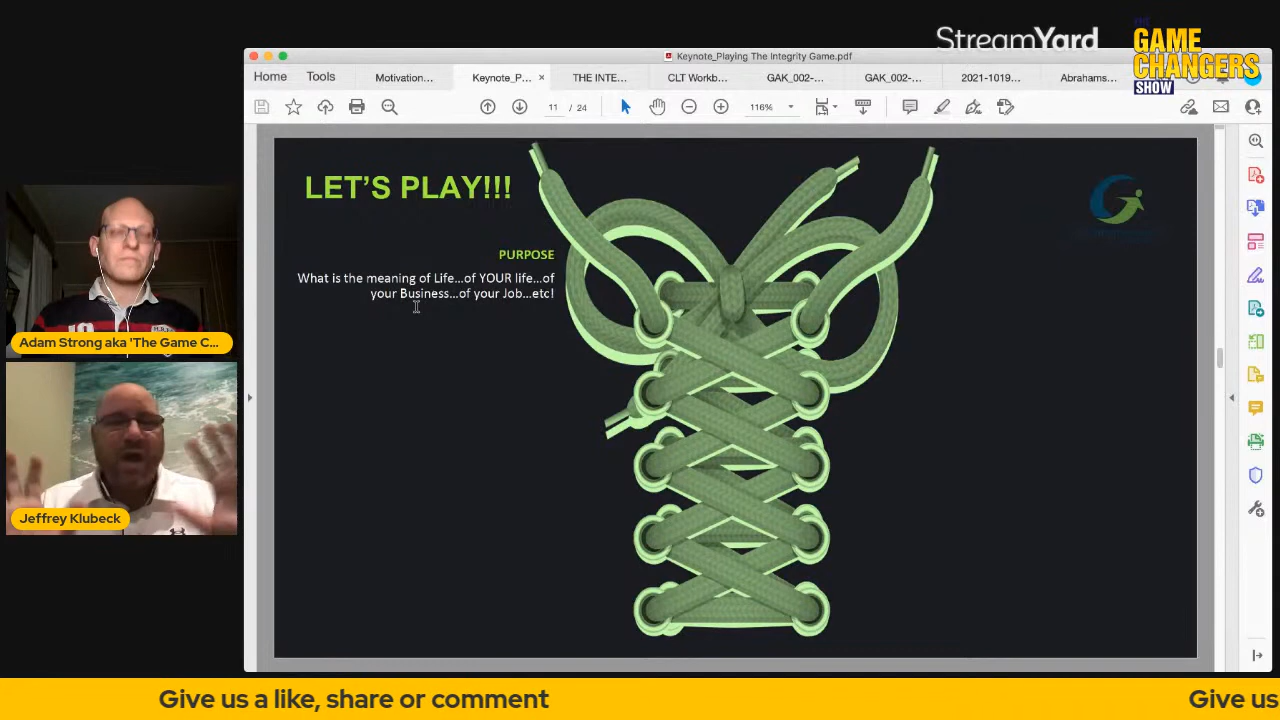 StreamYard
THE
GAME
CHANGERS
SHOW
Keynote_Playing The Integrity Game.pdf
Home
Tools
Motivation...
Keynote_P... ×
THE INTE...
CLT Workb...
GAK_002-...
GAK_002-...
2021-1019...
Abrahams...
11 / 24
116%
LET'S PLAY!!!
PURPOSE
What is the meaning of Life...of YOUR life...of
your Business...of your Job...etc!
Adam Strong aka 'The Game C...
Jeffrey Klubeck
Give us a like, share or comment
Give us